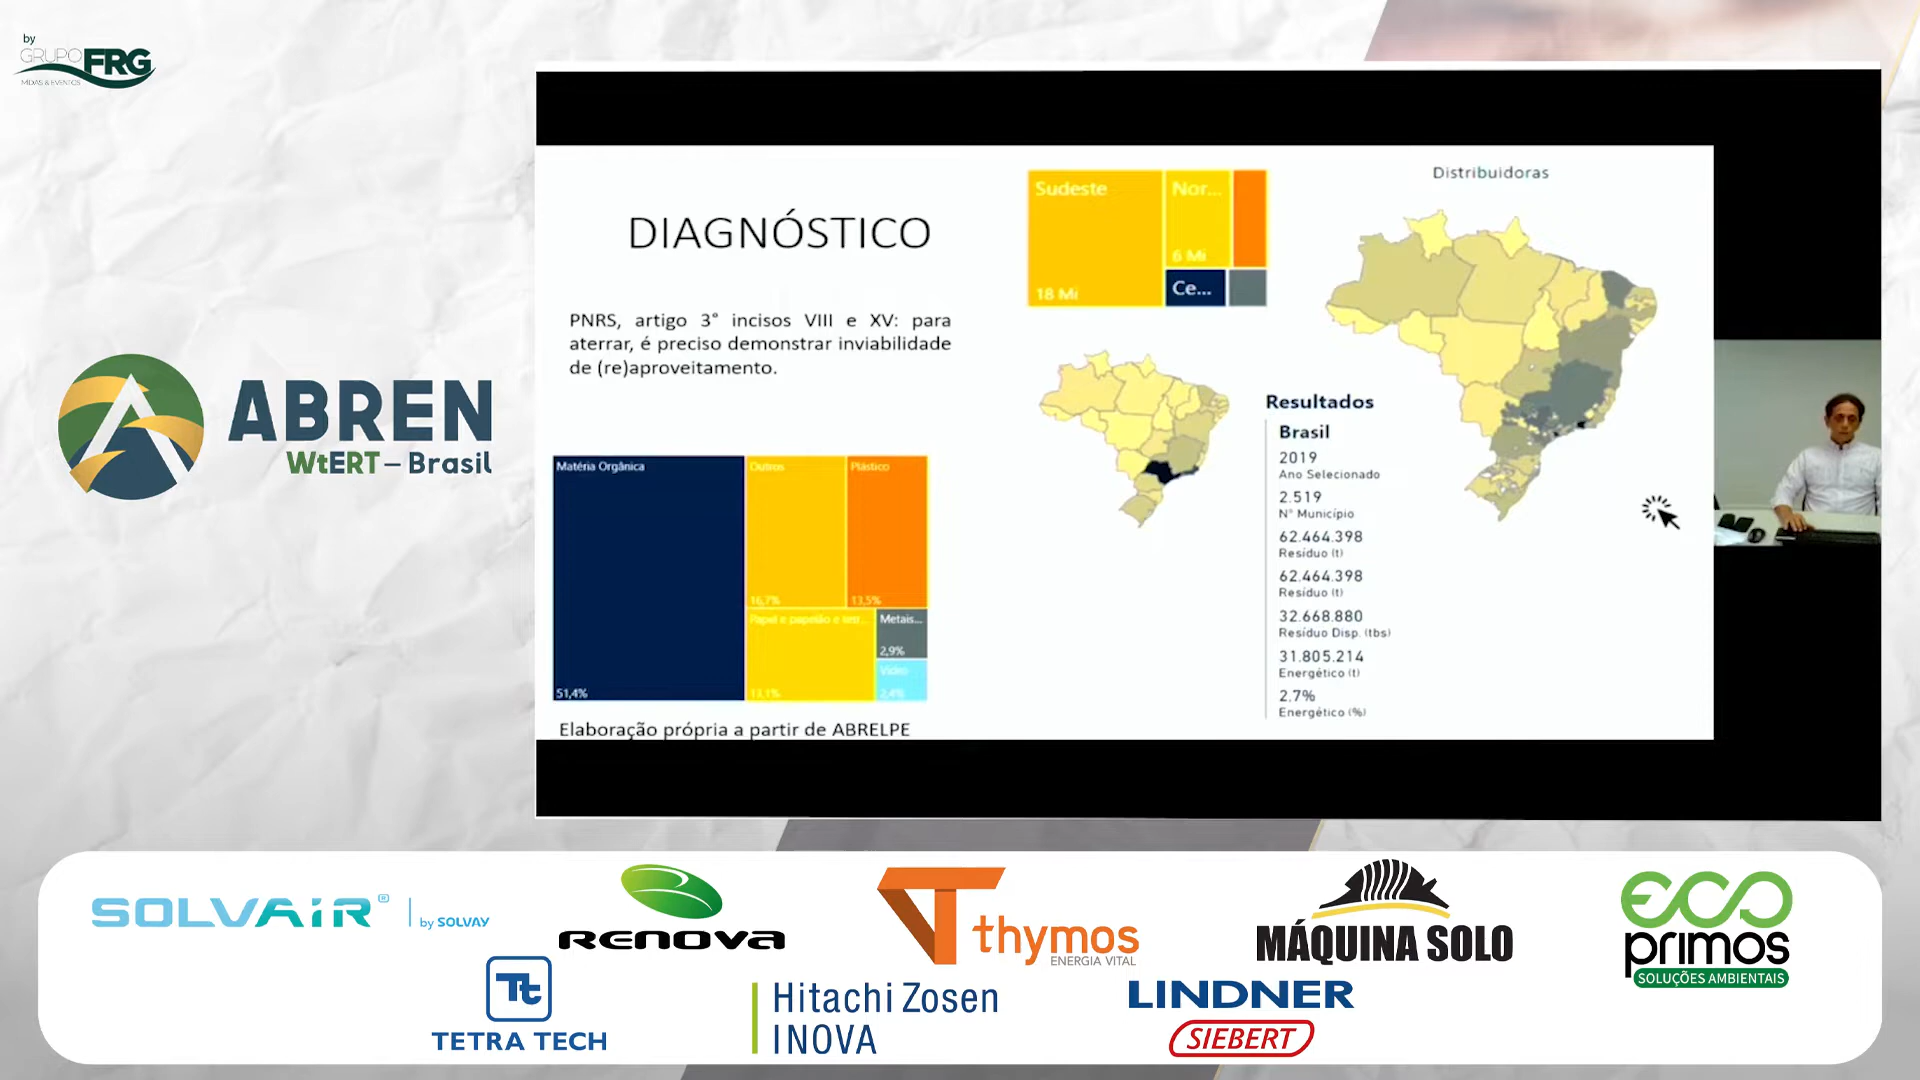 by
GRUPO FRG
MÍDIAS & EVENTOS
ABREN
WtERT – Brasil
DIAGNÓSTICO
PNRS, artigo 3° incisos VIII e XV: para
aterrar, é preciso demonstrar inviabilidade
de (re)aproveitamento.
Matéria Orgânica
51,4%
Outros
16,7%
Plástico
13,5%
Papel e papelão e tetr...
13,1%
Metais...
2,9%
Vidro
2,4%
Elaboração própria a partir de ABRELPE
Sudeste
18 Mi
Nor...
6 Mi
Ce...
Distribuidoras
Resultados
Brasil
2019
Ano Selecionado
2.519
N° Município
62.464.398
Resíduo (t)
62.464.398
Resíduo (t)
32.668.880
Resíduo Disp. (tbs)
31.805.214
Energético (t)
2.7%
Energético (%)
SOLVAIR® by SOLVAY
RENOVA
thymos
ENERGIA VITAL
MÁQUINA SOLO
eco
primos
SOLUÇÕES AMBIENTAIS
Tt
TETRA TECH
Hitachi Zosen
INOVA
LINDNER
SIEBERT